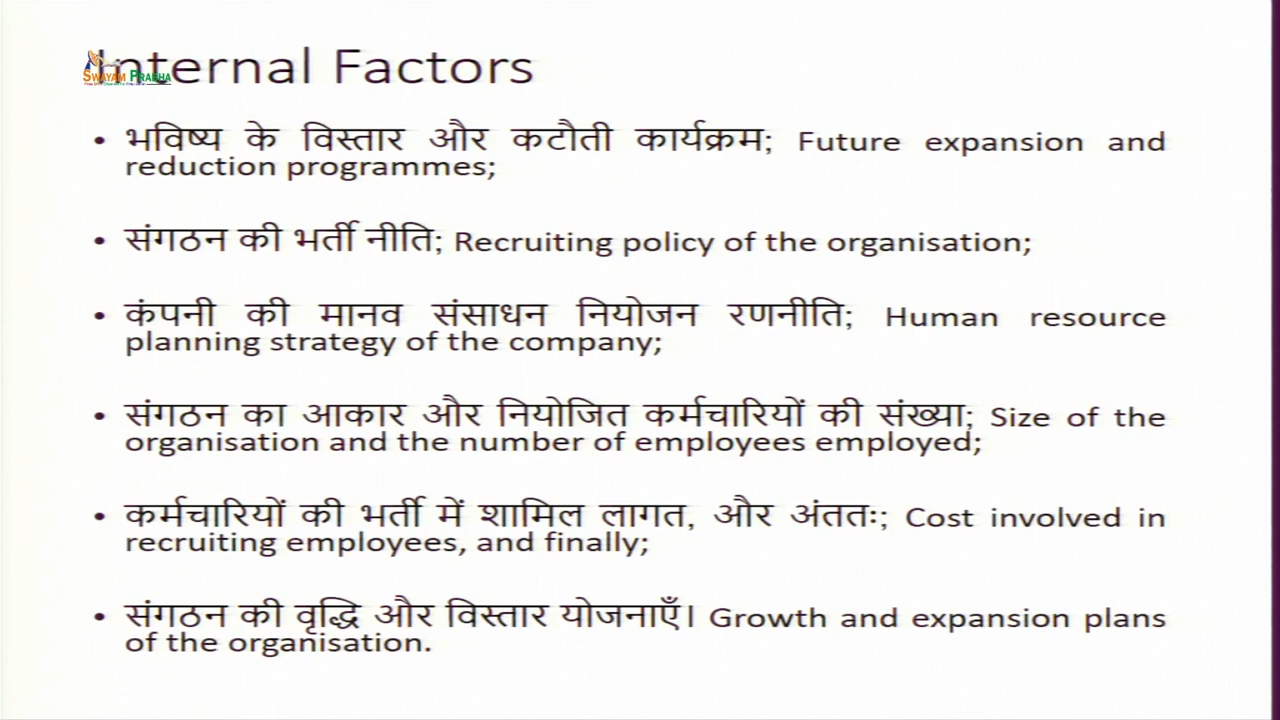 Internal Factors
SWAYAM PRABHA
• भविष्य के विस्तार और कटौती कार्यक्रम; Future expansion and
reduction programmes;
• संगठन की भर्ती नीति; Recruiting policy of the organisation;
• कंपनी की मानव संसाधन नियोजन रणनीति; Human resource
planning strategy of the company;
• संगठन का आकार और नियोजित कर्मचारियों की संख्या; Size of the
organisation and the number of employees employed;
• कर्मचारियों की भर्ती में शामिल लागत, और अंततः; Cost involved in
recruiting employees, and finally;
• संगठन की वृद्धि और विस्तार योजनाएँ। Growth and expansion plans
of the organisation.